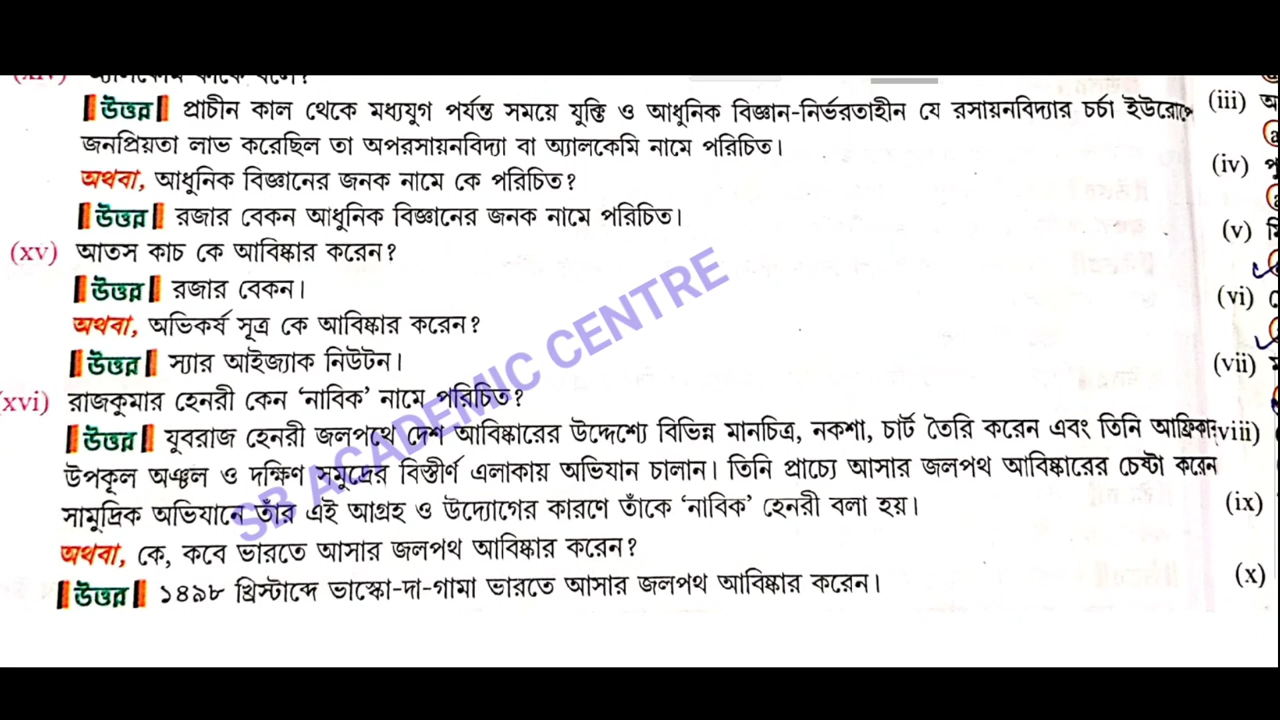 (xiv) অ্যালকেমি কাকে বলে?
উত্তর প্রাচীন কাল থেকে মধ্যযুগ পর্যন্ত সময়ে যুক্তি ও আধুনিক বিজ্ঞান-নির্ভরতাহীন যে রসায়নবিদ্যার চর্চা ইউরোপে
জনপ্রিয়তা লাভ করেছিল তা অপরসায়নবিদ্যা বা অ্যালকেমি নামে পরিচিত।
অথবা, আধুনিক বিজ্ঞানের জনক নামে কে পরিচিত?
উত্তর রজার বেকন আধুনিক বিজ্ঞানের জনক নামে পরিচিত।
(xv) আতস কাচ কে আবিষ্কার করেন?
উত্তর রজার বেকন।
অথবা, অভিকর্ষ সূত্র কে আবিষ্কার করেন?
উত্তর স্যার আইজ্যাক নিউটন।
(xvi) রাজকুমার হেনরী কেন ‘নাবিক’ নামে পরিচিত?
উত্তর যুবরাজ হেনরী জলপথে দেশ আবিষ্কারের উদ্দেশ্যে বিভিন্ন মানচিত্র, নকশা, চার্ট তৈরি করেন এবং তিনি আফ্রিকার
উপকূল অঞ্চল ও দক্ষিণ সমুদ্রের বিস্তীর্ণ এলাকায় অভিযান চালান। তিনি প্রাচ্যে আসার জলপথ আবিষ্কারের চেষ্টা করেন
সামুদ্রিক অভিযানে তাঁর এই আগ্রহ ও উদ্যোগের কারণে তাঁকে ‘নাবিক’ হেনরী বলা হয়।
অথবা, কে, কবে ভারতে আসার জলপথ আবিষ্কার করেন?
উত্তর ১৪৯৮ খ্রিস্টাব্দে ভাস্কো-দা-গামা ভারতে আসার জলপথ আবিষ্কার করেন।
SB ACADEMIC CENTRE
(iii)
(iv)
(v)
(vi)
(vii)
(viii)
(ix)
(x)